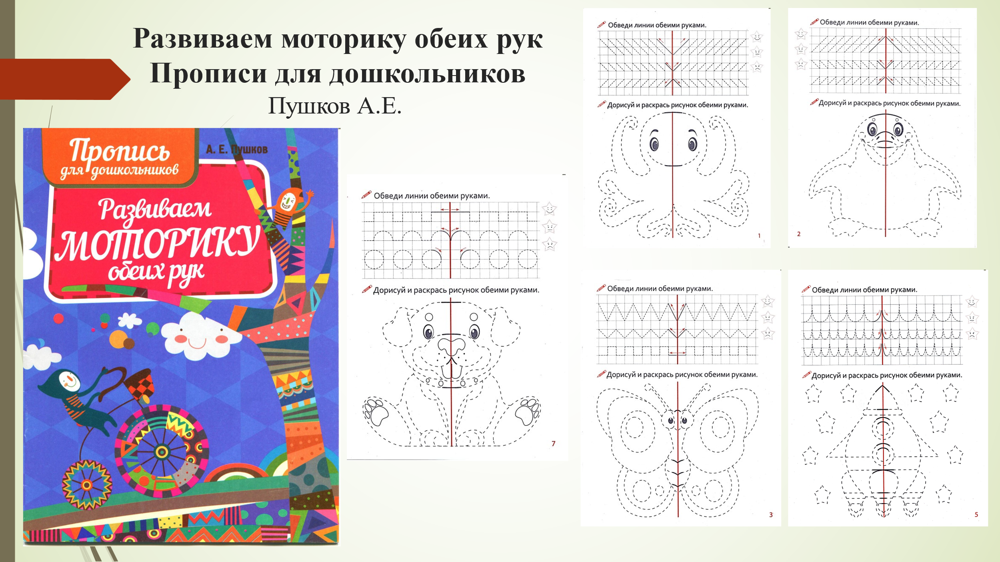 Развиваем моторику обеих рук
Прописи для дошкольников
Пушков А.Е.
Пропись
для дошкольников
А. Е. Пушков
Развиваем
МОТОРИКУ
обеих рук
Обведи линии обеими руками.
Дорисуй и раскрась рисунок обеими руками.
7
Обведи линии обеими руками.
Дорисуй и раскрась рисунок обеими руками.
1
Обведи линии обеими руками.
Дорисуй и раскрась рисунок обеими руками.
2
Обведи линии обеими руками.
Дорисуй и раскрась рисунок обеими руками.
3
Обведи линии обеими руками.
Дорисуй и раскрась рисунок обеими руками.
5